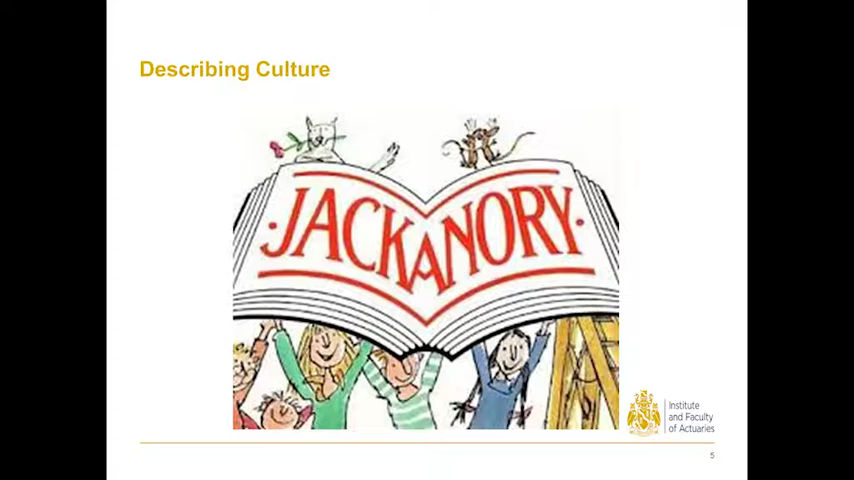 Describing Culture
·JACKANORY·
Institute
and Faculty
of Actuaries
5